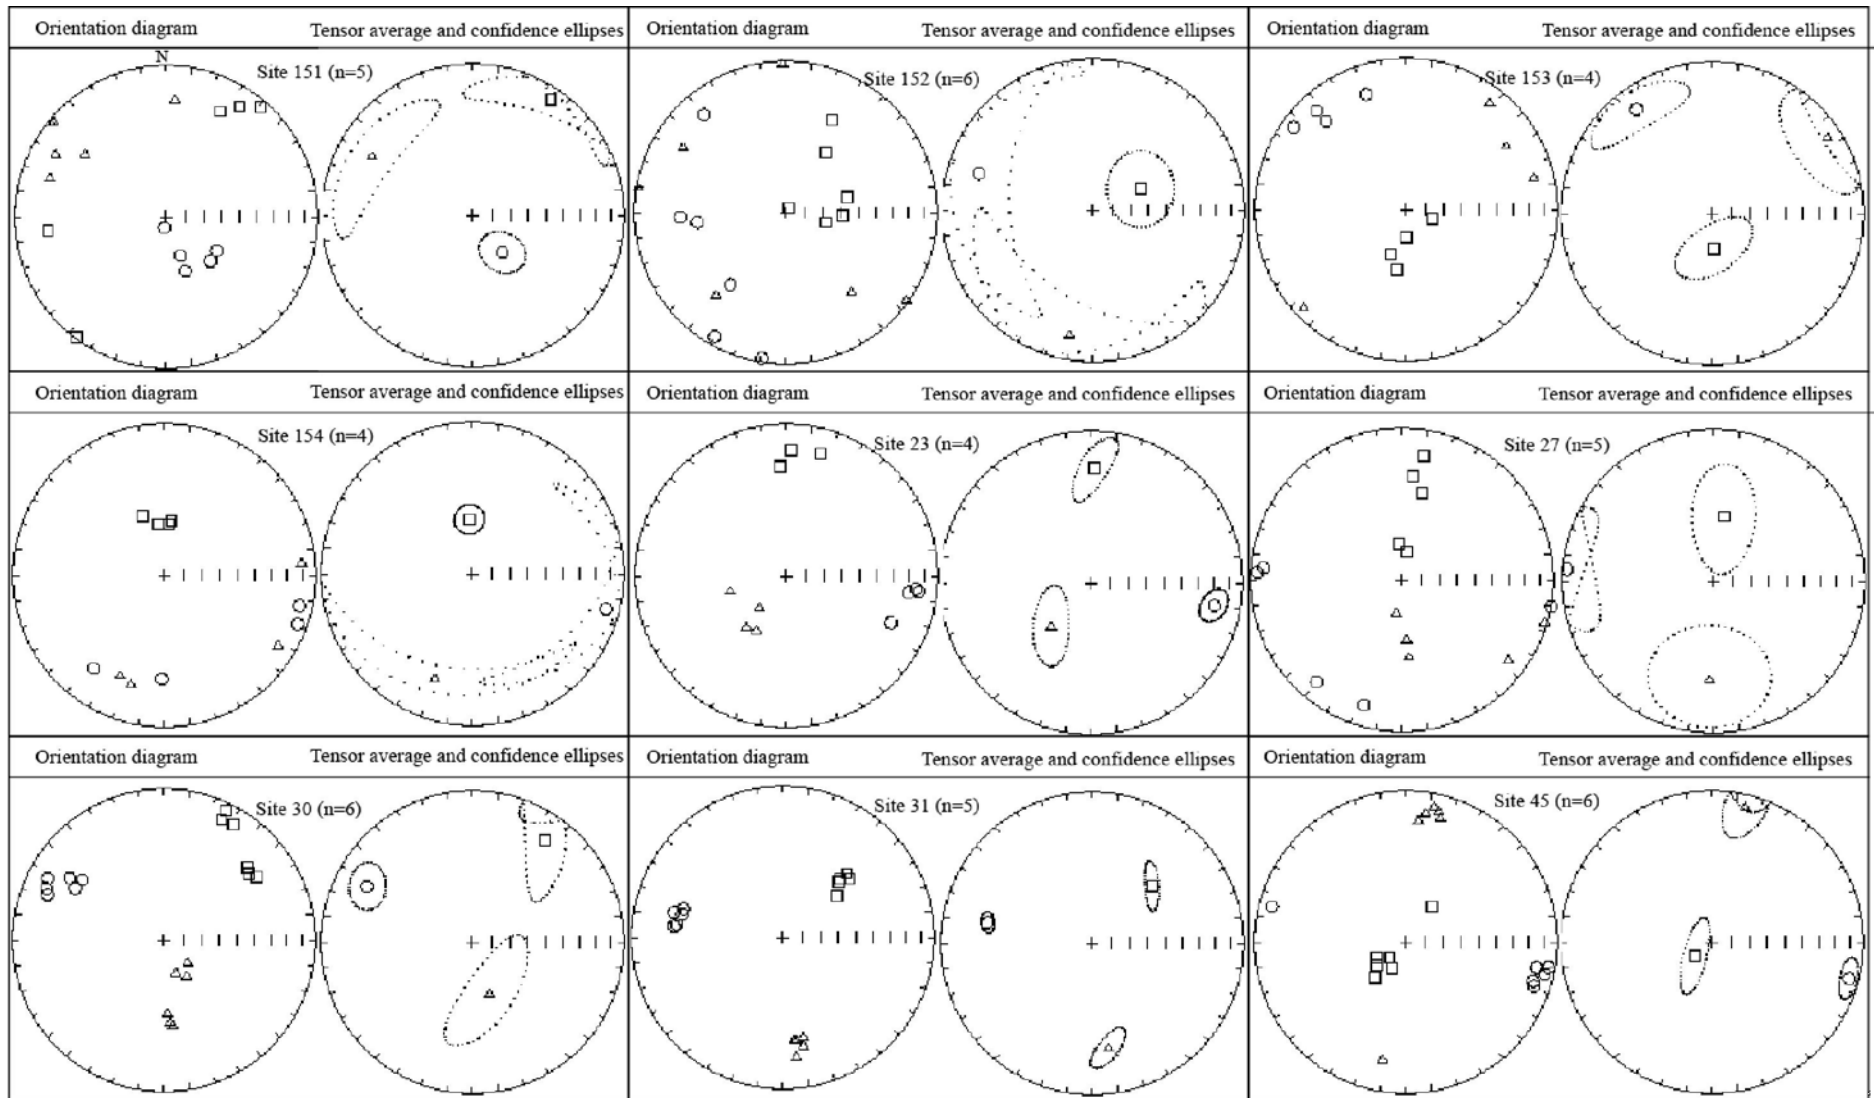 Orientation diagram Tensor average and confidence ellipses Orientation diagram Tensor average and confidence ellipses Orientation diagram Tensor average and confidence ellipses
N
Site 151 (n=5) Site 152 (n=6) Site 153 (n=4)
Orientation diagram Tensor average and confidence ellipses Orientation diagram Tensor average and confidence ellipses Orientation diagram Tensor average and confidence ellipses
Site 154 (n=4) Site 23 (n=4) Site 27 (n=5)
Orientation diagram Tensor average and confidence ellipses Orientation diagram Tensor average and confidence ellipses Orientation diagram Tensor average and confidence ellipses
Site 30 (n=6) Site 31 (n=5) Site 45 (n=6)